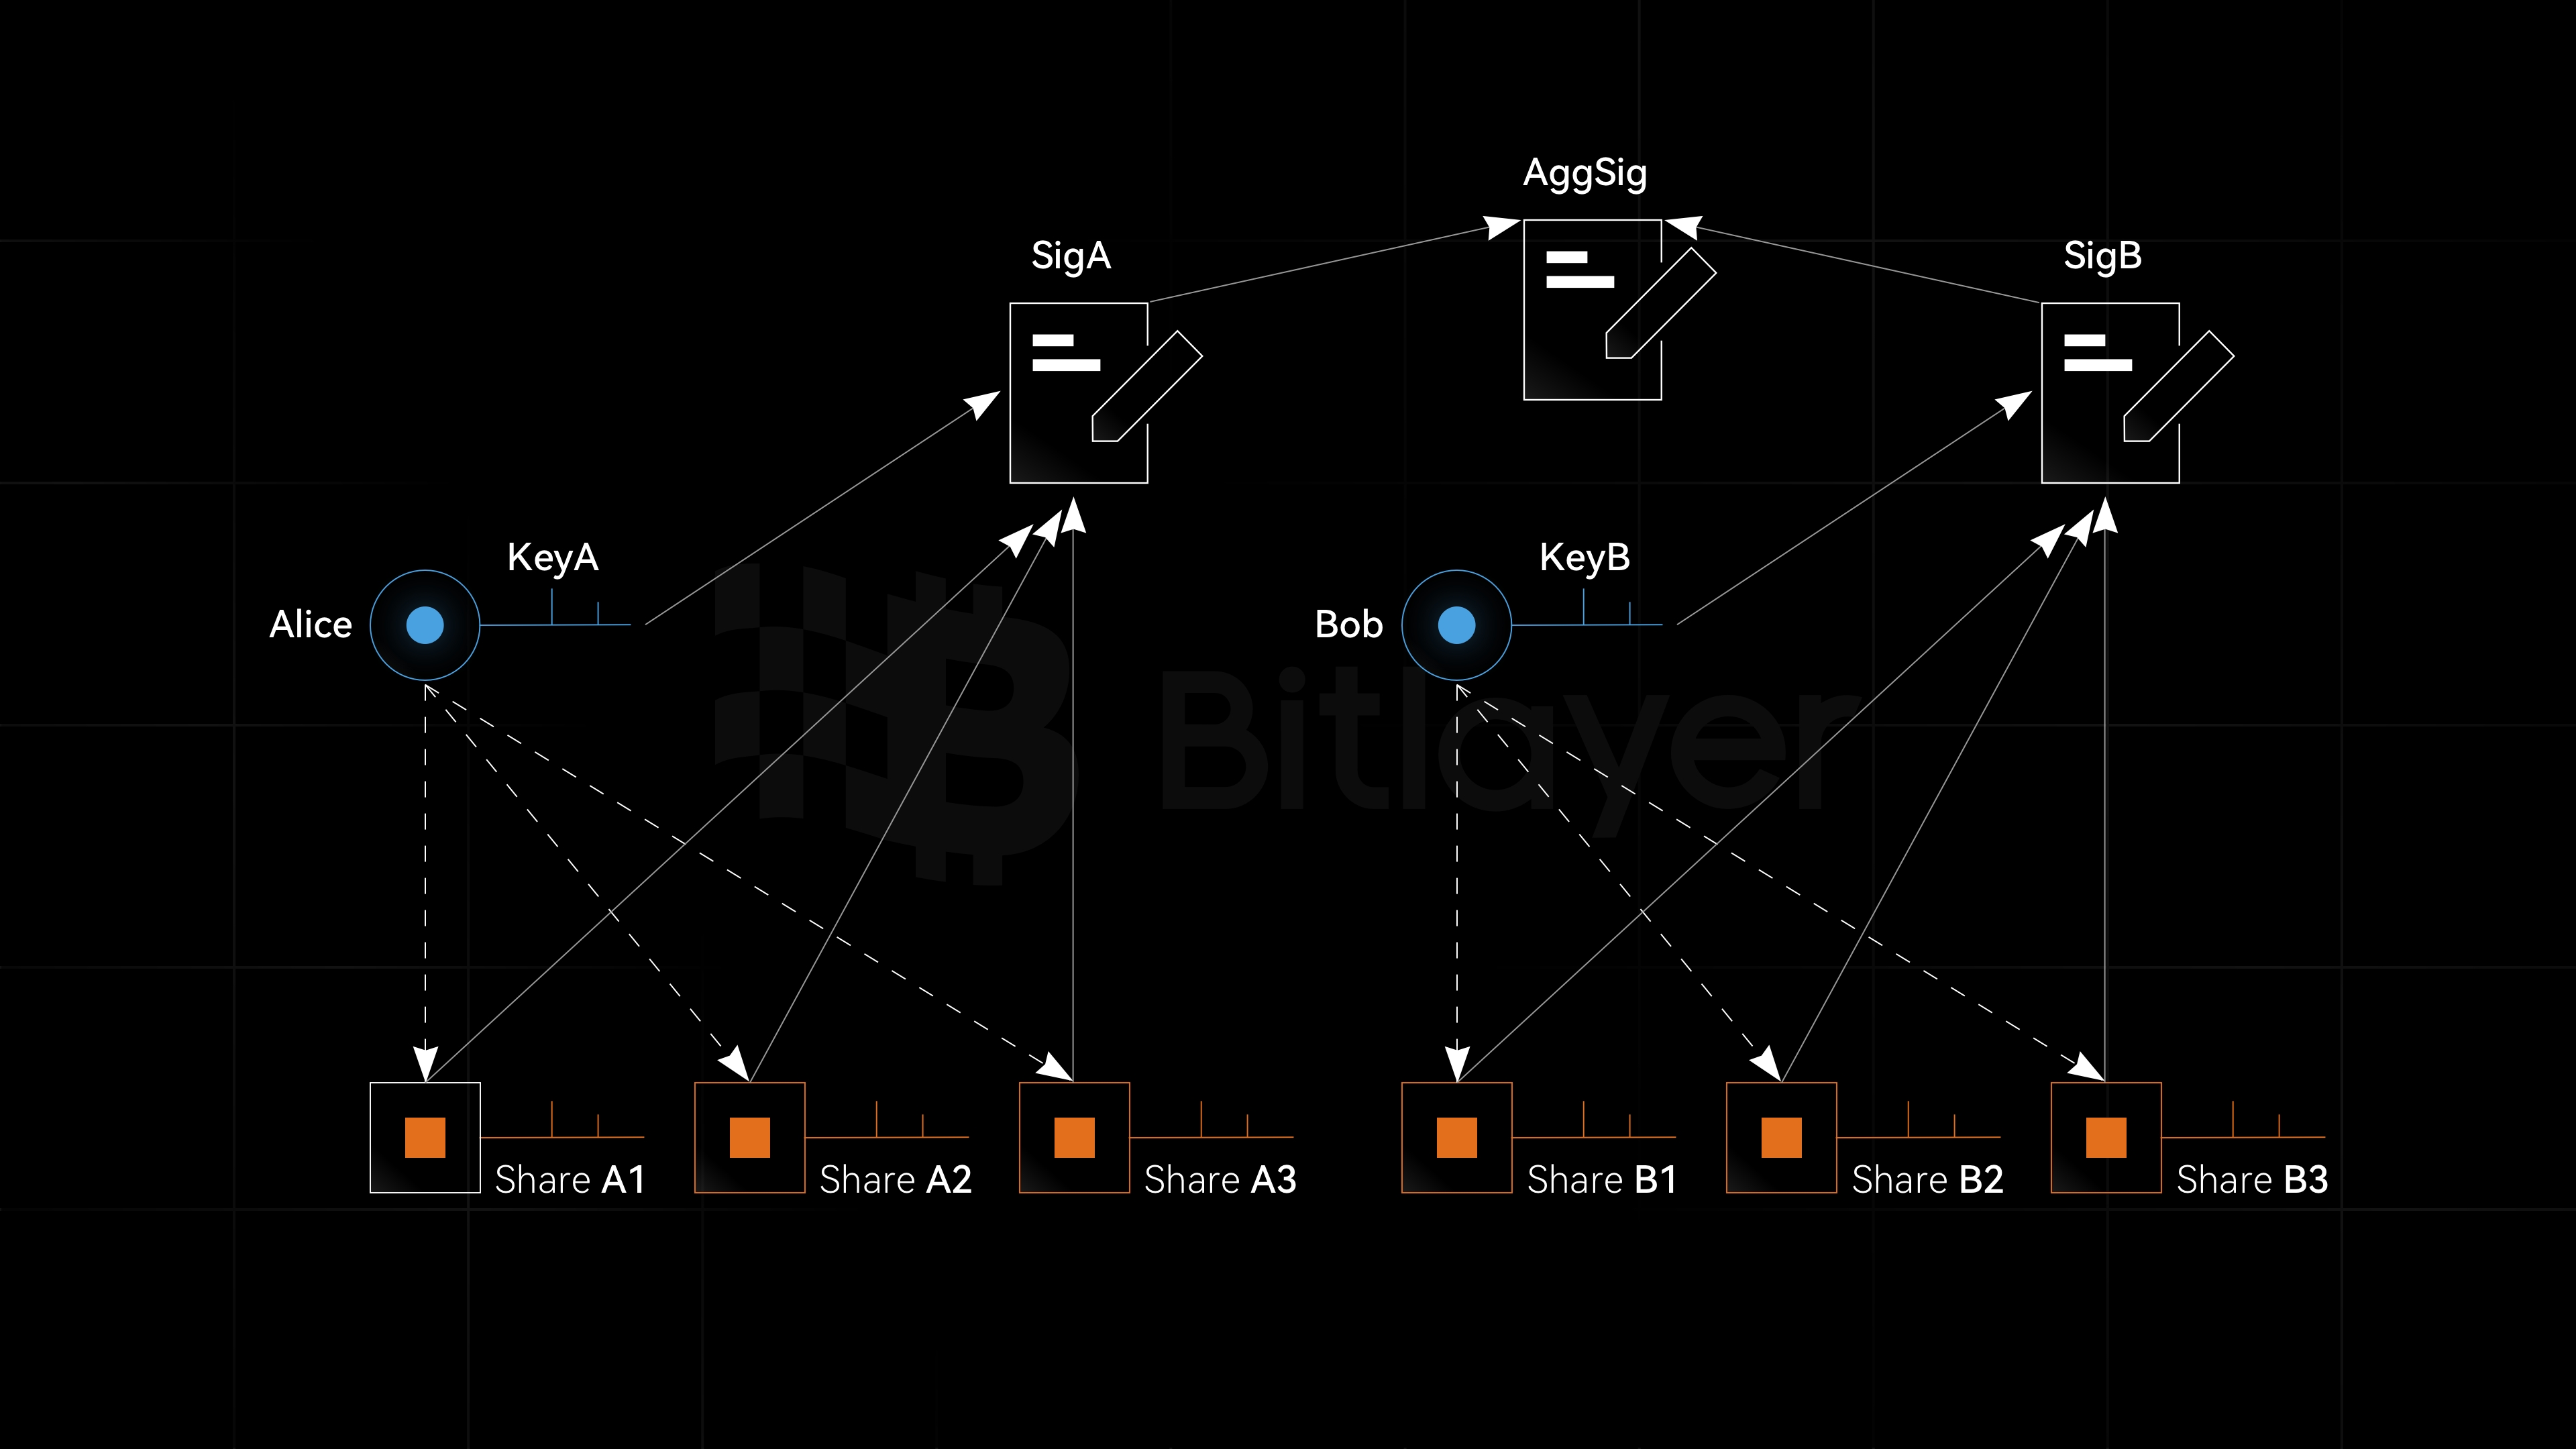 AggSig
SigA
SigB
KeyA
KeyB
Alice
Bob
Bitlayer
Share A1
Share A2
Share A3
Share B1
Share B2
Share B3